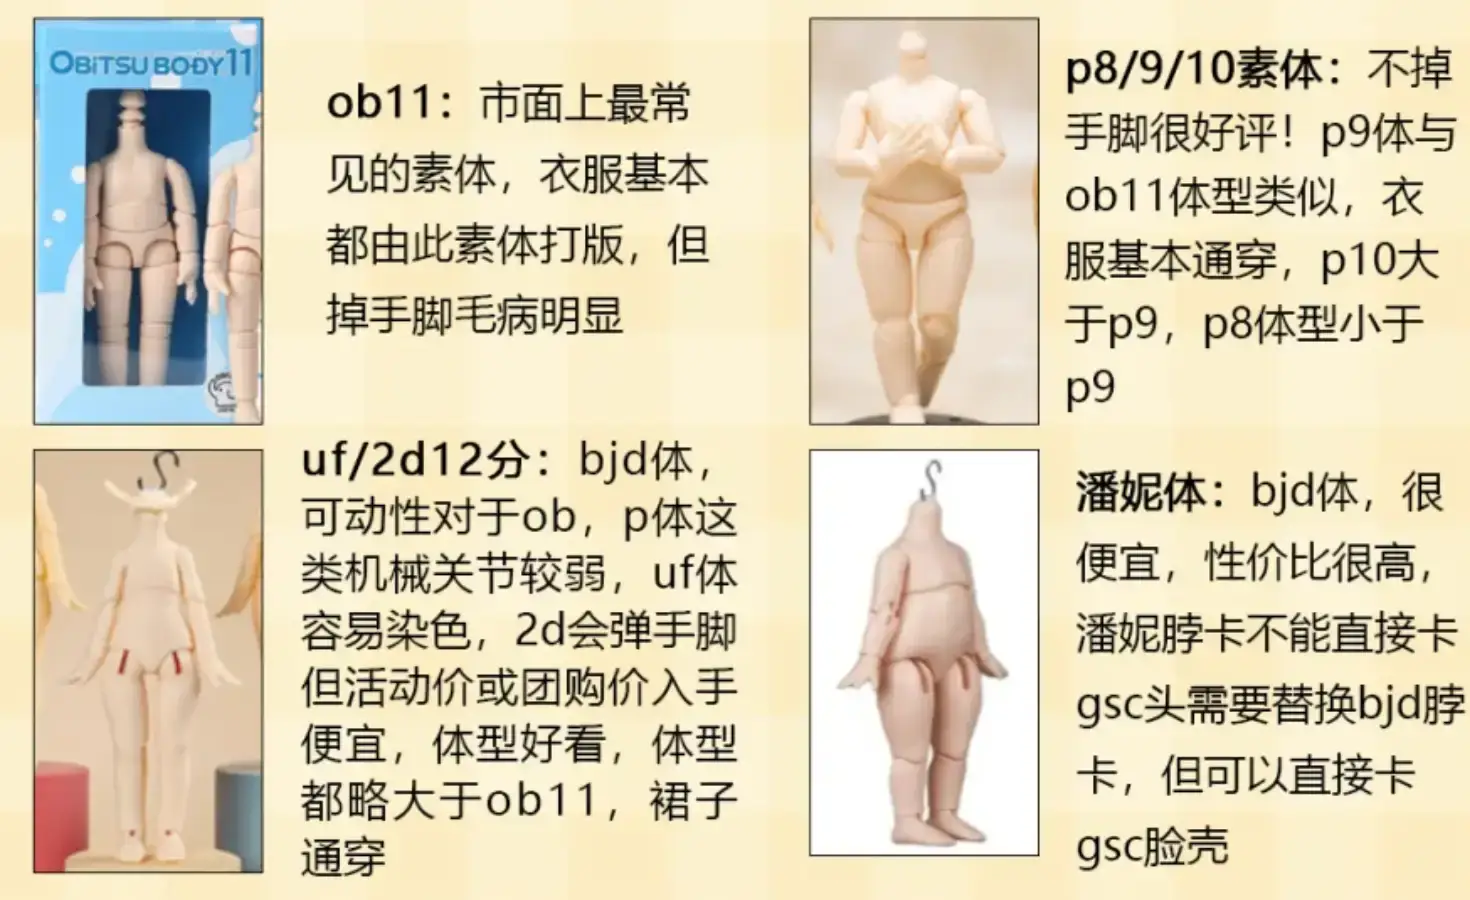 OBITSU BODY 11
ob11：市面上最常
见的素体，衣服基本
都由此素体打版，但
掉手脚毛病明显
p8/9/10素体：不掉
手脚很好评！p9体与
ob11体型类似，衣
服基本通穿，p10大
于p9，p8体型小于
p9
uf/2d12分：bjd体，
可动性对于ob，p体这
类机械关节较弱，uf体
容易染色，2d会弹手脚
但活动价或团购价入手
便宜，体型好看，体型
都略大于ob11，裙子
通穿
潘妮体：bjd体，很
便宜，性价比很高，
潘妮脖卡不能直接卡
gsc头需要替换bjd脖
卡，但可以直接卡
gsc脸壳